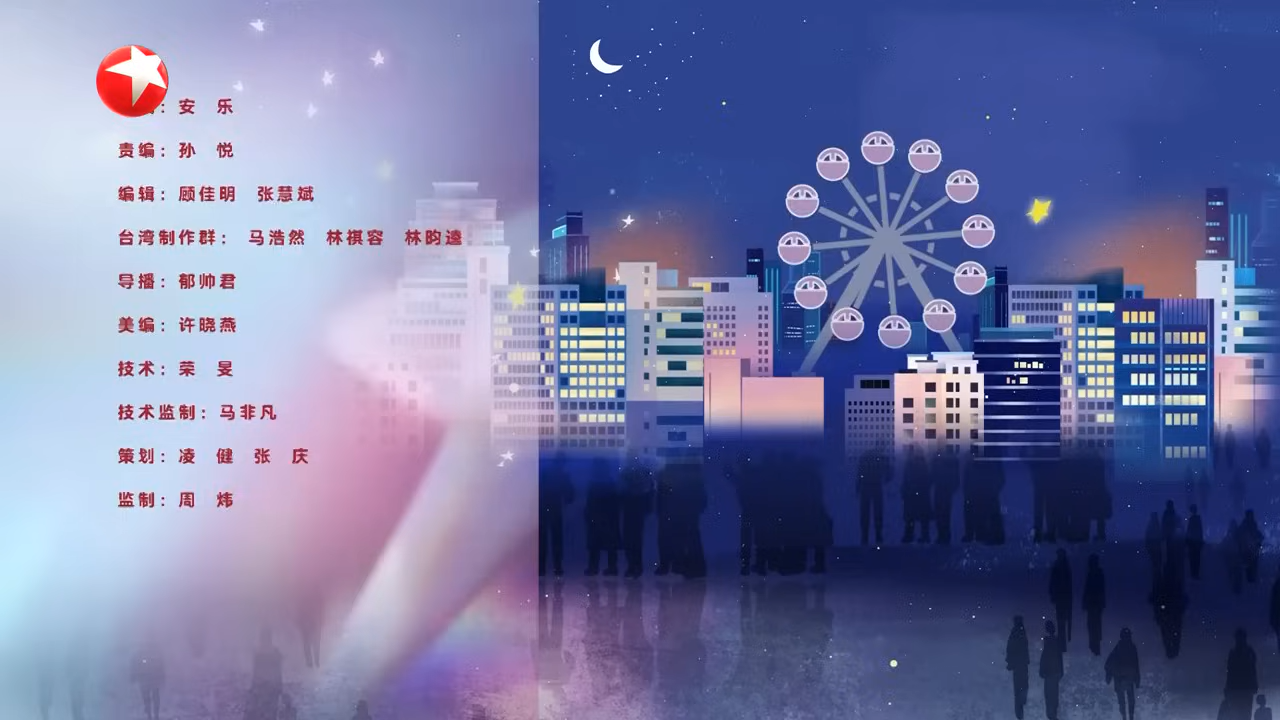 ：安 乐
责编：孙 悦
编辑：顾佳明 张慧斌
台湾制作群： 马浩然 林祺容 林昀逵
导播：郁帅君
美编：许晓燕
技术：荣 旻
技术监制：马非凡
策划：凌 健 张 庆
监制：周 炜